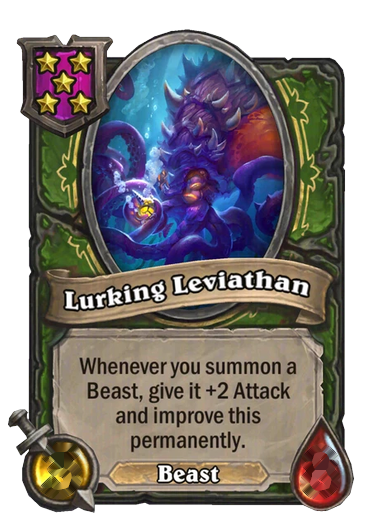 Lurking Leviathan
Whenever you summon a
Beast, give it +2 Attack
and improve this
permanently.
Beast